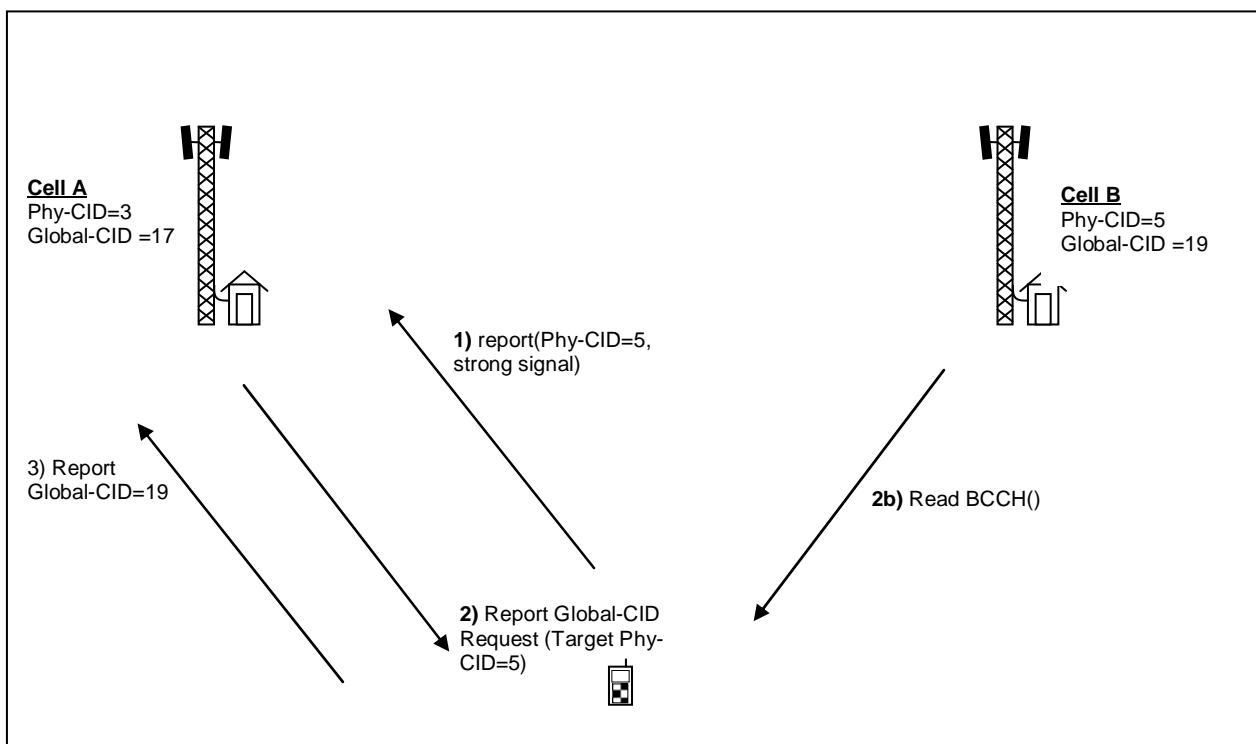 Cell A
Phy-CID=3
Global-CID =17
Cell B
Phy-CID=5
Global-CID =19
1) report(Phy-CID=5,
strong signal)
3) Report
Global-CID=19
2b) Read BCCH()
2) Report Global-CID
Request (Target Phy-
CID=5)